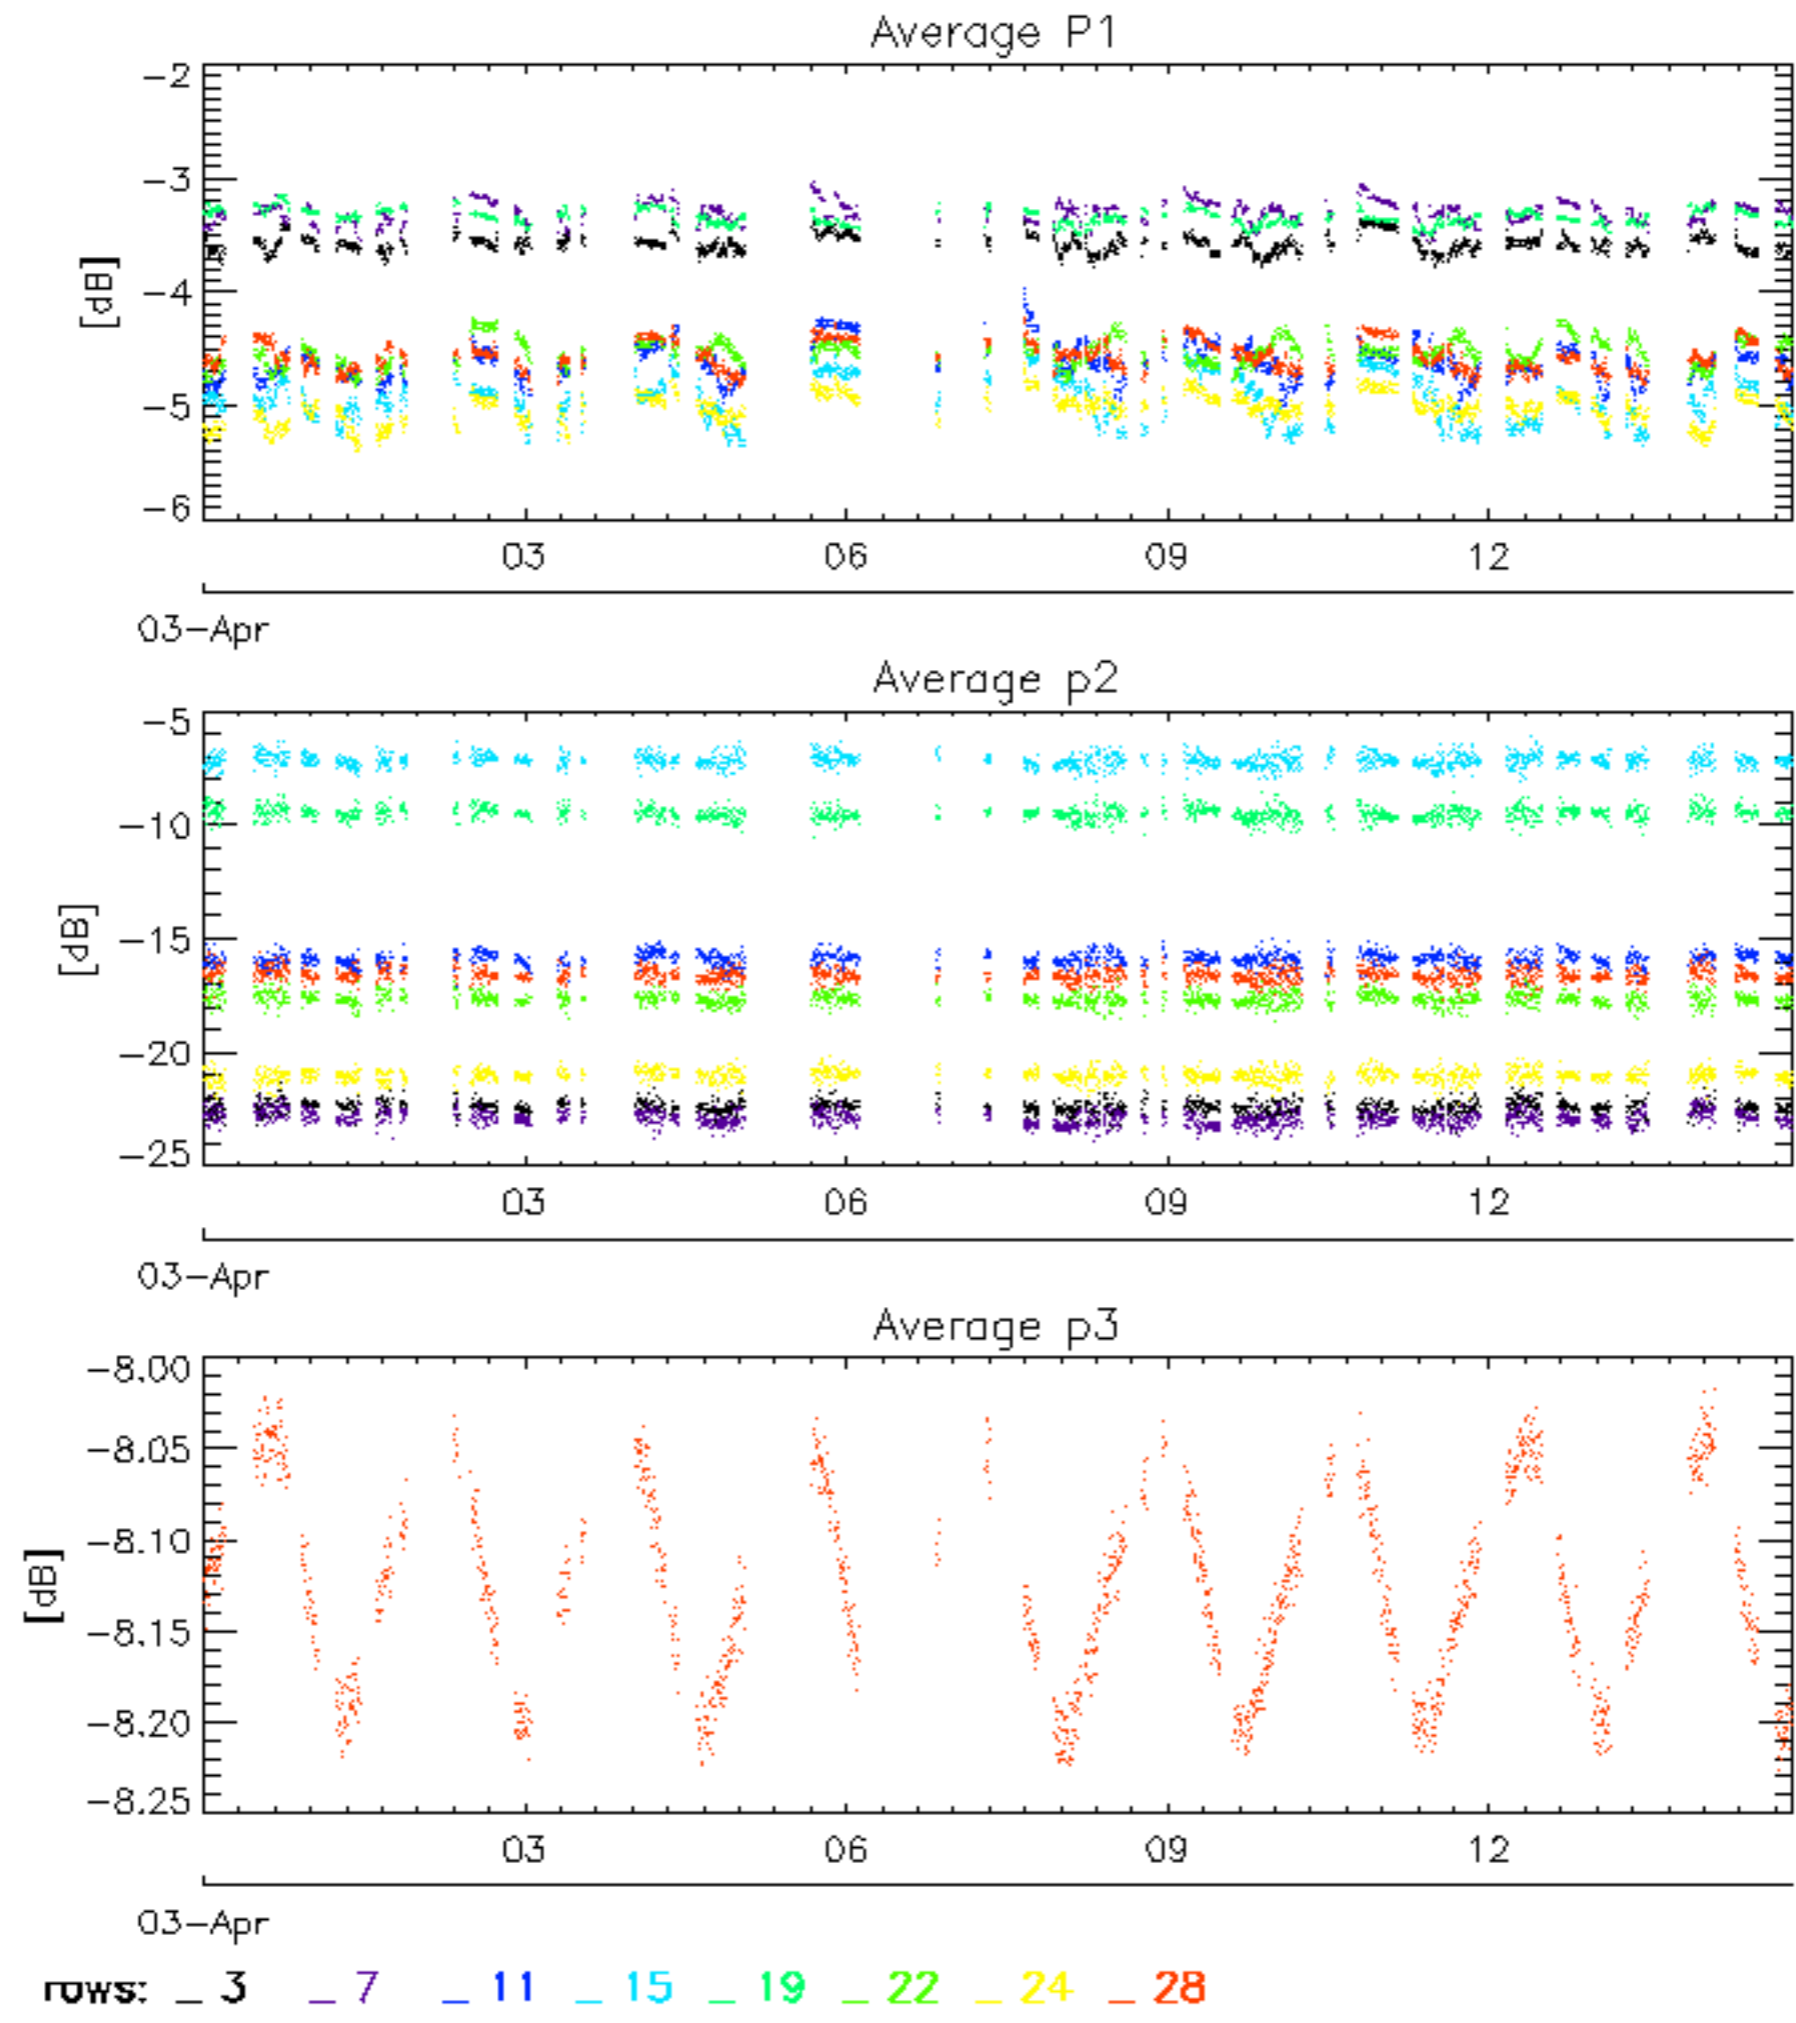 Average P1
−2
−3
−4
−5
−6
[dB]
03 06 09 12
03−Apr
Average p2
−5
−10
−15
−20
−25
[dB]
03 06 09 12
03−Apr
Average p3
−8.00
−8.05
−8.10
−8.15
−8.20
−8.25
[dB]
03 06 09 12
03−Apr
rows: _ 3 _ 7 _ 11 _ 15 _ 19 _ 22 _ 24 _ 28